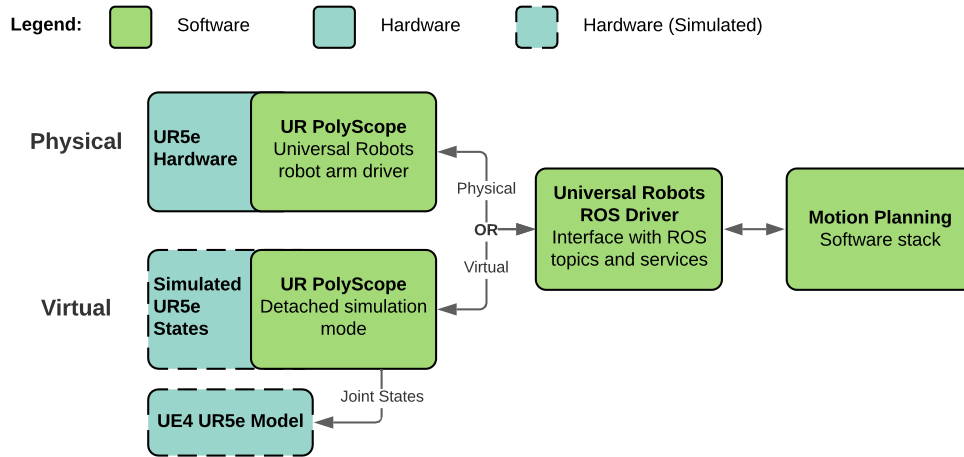 Legend: Software Hardware Hardware (Simulated)
Physical
UR5e
Hardware
UR PolyScope
Universal Robots
robot arm driver
Physical
OR
Virtual
Universal Robots
ROS Driver
Interface with ROS
topics and services
Motion Planning
Software stack
Virtual
Simulated
UR5e
States
UR PolyScope
Detached simulation
mode
Joint States
UE4 UR5e Model